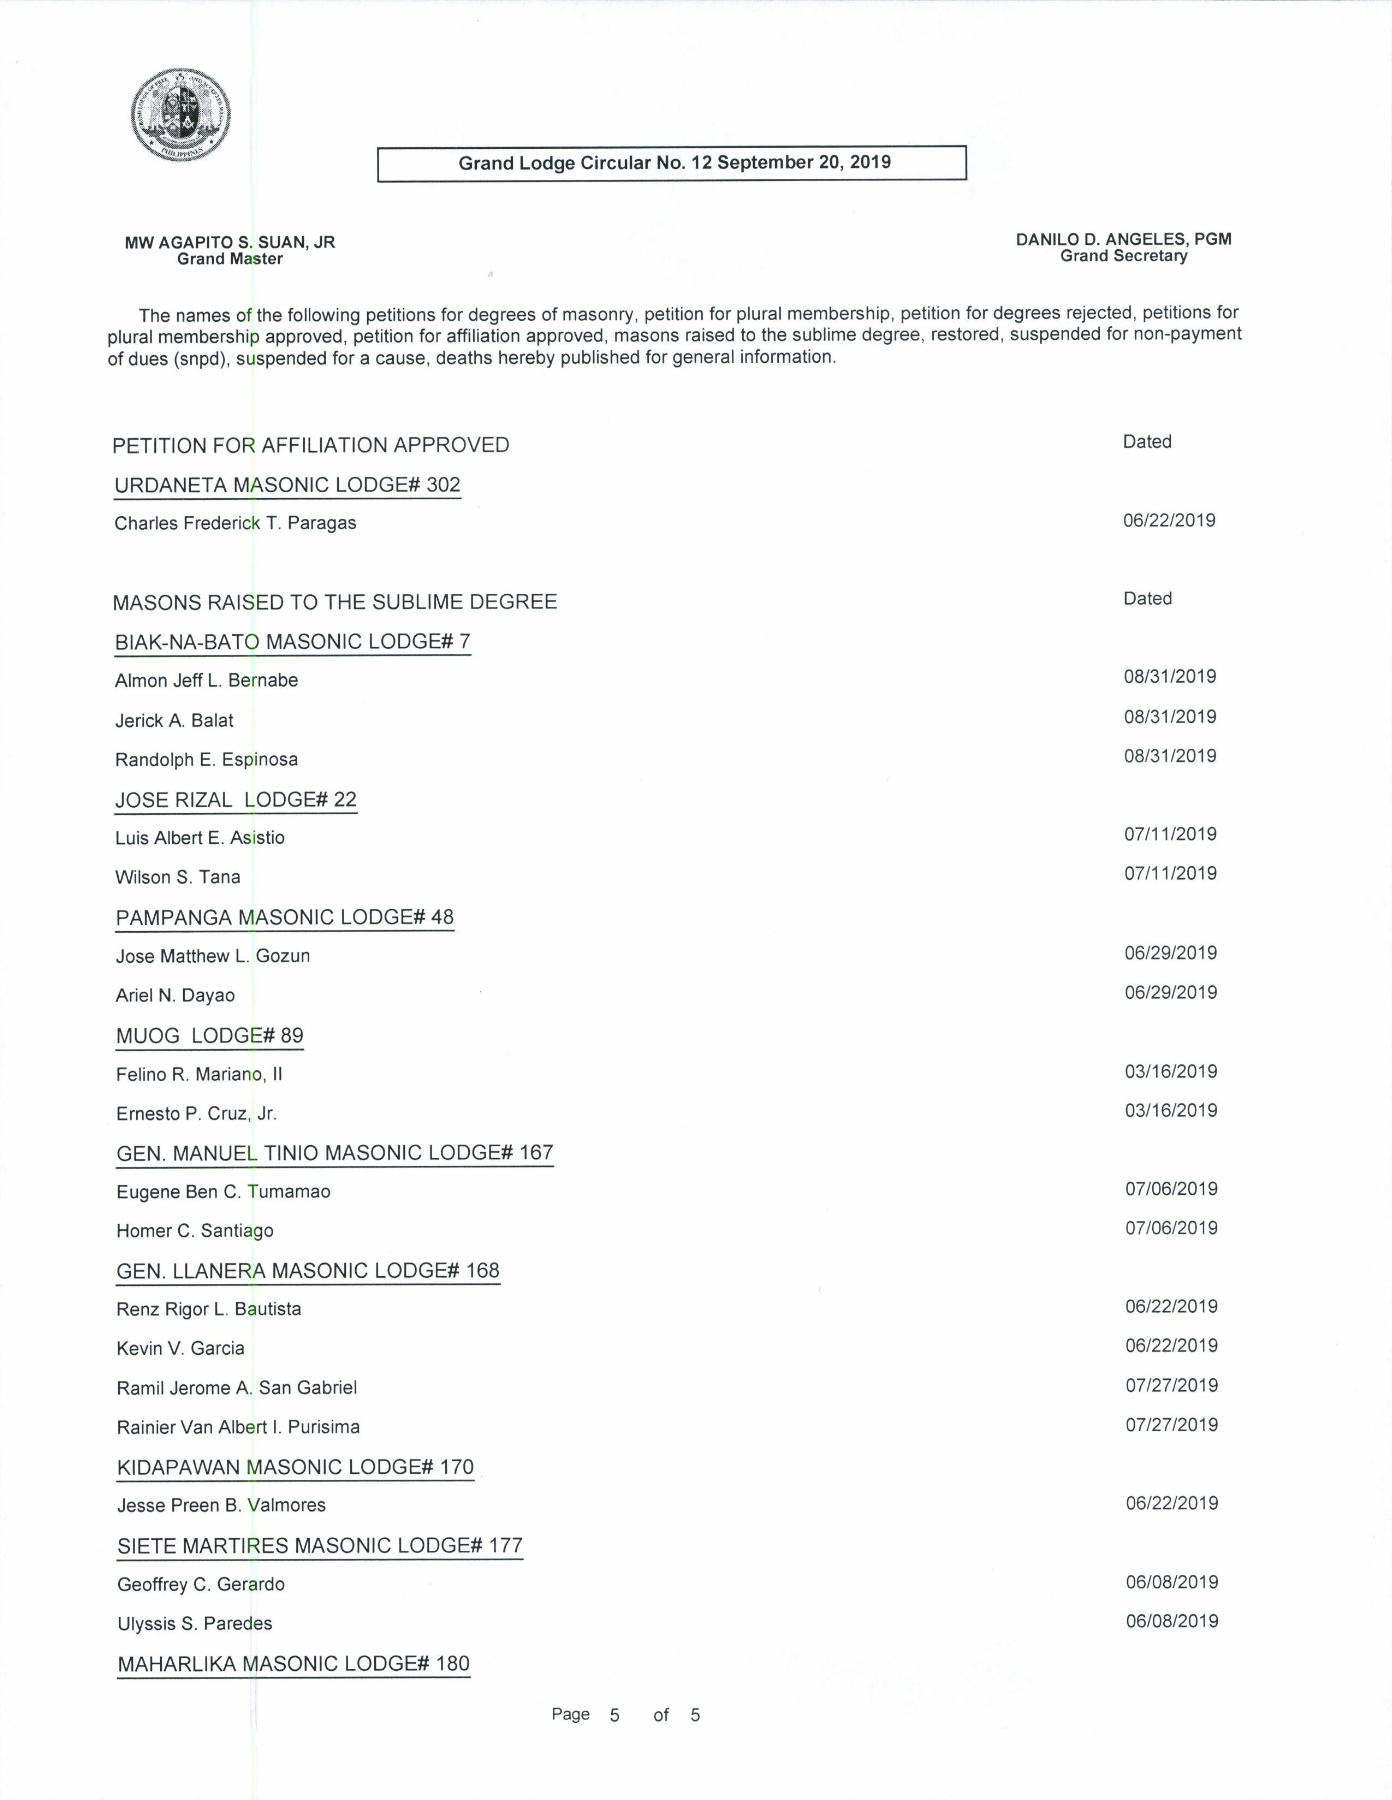 PHILIPPINES
Grand Lodge Circular No. 12 September 20, 2019
MW AGAPITO S. SUAN, JR
Grand Master
DANILO D. ANGELES, PGM
Grand Secretary
The names of the following petitions for degrees of masonry, petition for plural membership, petition for degrees rejected, petitions for
plural membership approved, petition for affiliation approved, masons raised to the sublime degree, restored, suspended for non-payment
of dues (snpd), suspended for a cause, deaths hereby published for general information.
PETITION FOR AFFILIATION APPROVED Dated
URDANETA MASONIC LODGE# 302
Charles Frederick T. Paragas 06/22/2019
MASONS RAISED TO THE SUBLIME DEGREE Dated
BIAK-NA-BATO MASONIC LODGE# 7
Almon Jeff L. Bernabe 08/31/2019
Jerick A. Balat 08/31/2019
Randolph E. Espinosa 08/31/2019
JOSE RIZAL LODGE# 22
Luis Albert E. Asistio 07/11/2019
Wilson S. Tana 07/11/2019
PAMPANGA MASONIC LODGE# 48
Jose Matthew L. Gozun 06/29/2019
Ariel N. Dayao 06/29/2019
MUOG LODGE# 89
Felino R. Mariano, II 03/16/2019
Ernesto P. Cruz, Jr. 03/16/2019
GEN. MANUEL TINIO MASONIC LODGE# 167
Eugene Ben C. Tumamao 07/06/2019
Homer C. Santiago 07/06/2019
GEN. LLANERA MASONIC LODGE# 168
Renz Rigor L. Bautista 06/22/2019
Kevin V. Garcia 06/22/2019
Ramil Jerome A. San Gabriel 07/27/2019
Rainier Van Albert I. Purisima 07/27/2019
KIDAPAWAN MASONIC LODGE# 170
Jesse Preen B. Valmores 06/22/2019
SIETE MARTIRES MASONIC LODGE# 177
Geoffrey C. Gerardo 06/08/2019
Ulyssis S. Paredes 06/08/2019
MAHARLIKA MASONIC LODGE# 180
Page 5 of 5